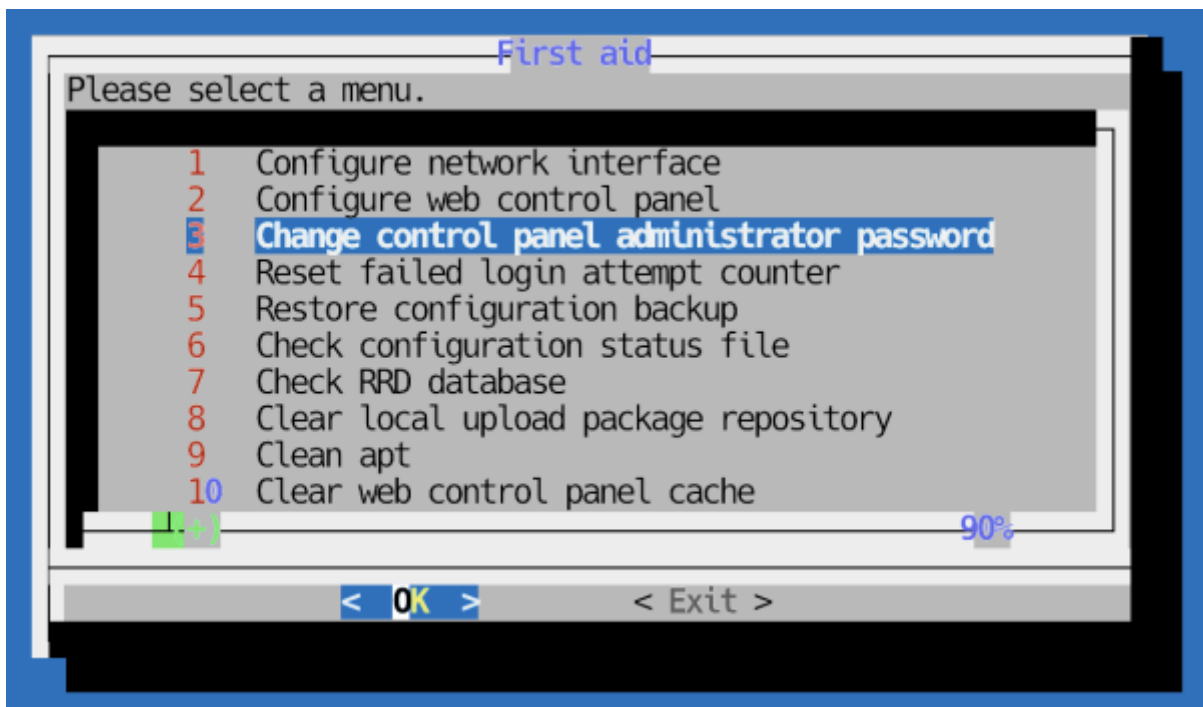 First aid
Please select a menu.
1 Configure network interface
2 Configure web control panel
3 Change control panel administrator password
4 Reset failed login attempt counter
5 Restore configuration backup
6 Check configuration status file
7 Check RRD database
8 Clear local upload package repository
9 Clean apt
10 Clear web control panel cache
(+) 90%
< OK > < Exit >